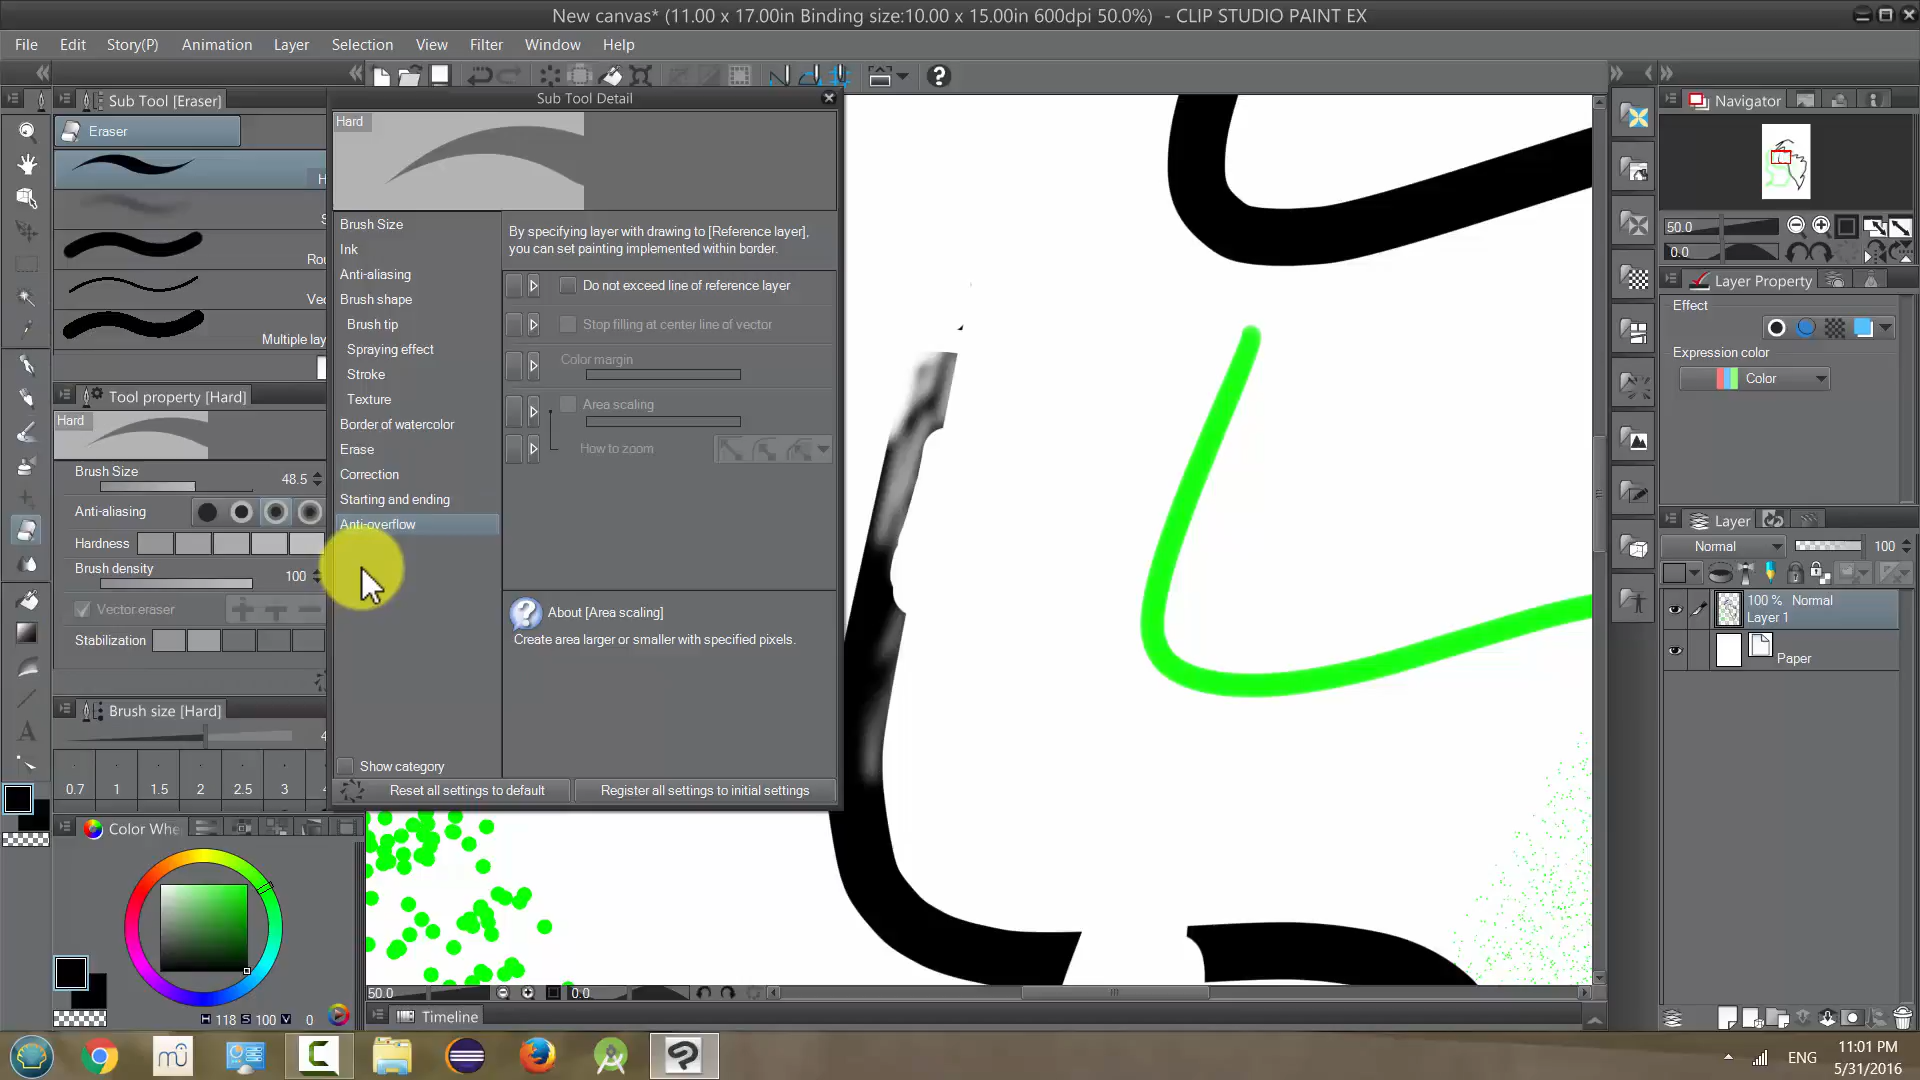 New canvas* (11.00 x 17.00in Binding size:10.00 x 15.00in 600dpi 50.0%) - CLIP STUDIO PAINT EX
File Edit Story(P) Animation Layer Selection View Filter Window Help
Sub Tool [Eraser]
Eraser
H
S
Rou
Vec
Multiple lay
Tool property [Hard]
Hard
Brush Size 48.5
Anti-aliasing
Hardness
Brush density 100
Vector eraser
Stabilization
Brush size [Hard]
4
0.7 1 1.5 2 2.5 3
Color Whe
H 118 S 100 V 0
Sub Tool Detail
Hard
Brush Size
Ink
Anti-aliasing
Brush shape
Brush tip
Spraying effect
Stroke
Texture
Border of watercolor
Erase
Correction
Starting and ending
Anti-overflow
Show category
By specifying layer with drawing to [Reference layer],
you can set painting implemented within border.
Do not exceed line of reference layer
Stop filling at center line of vector
Color margin
Area scaling
How to zoom
About [Area scaling]
Create area larger or smaller with specified pixels.
Reset all settings to default
Register all settings to initial settings
50.0 0.0
Timeline
Navigator
50.0
0.0
Layer Property
Effect
Expression color
Color
Layer
Normal 100
100 % Normal
Layer 1
Paper
ENG
11:01 PM
5/31/2016